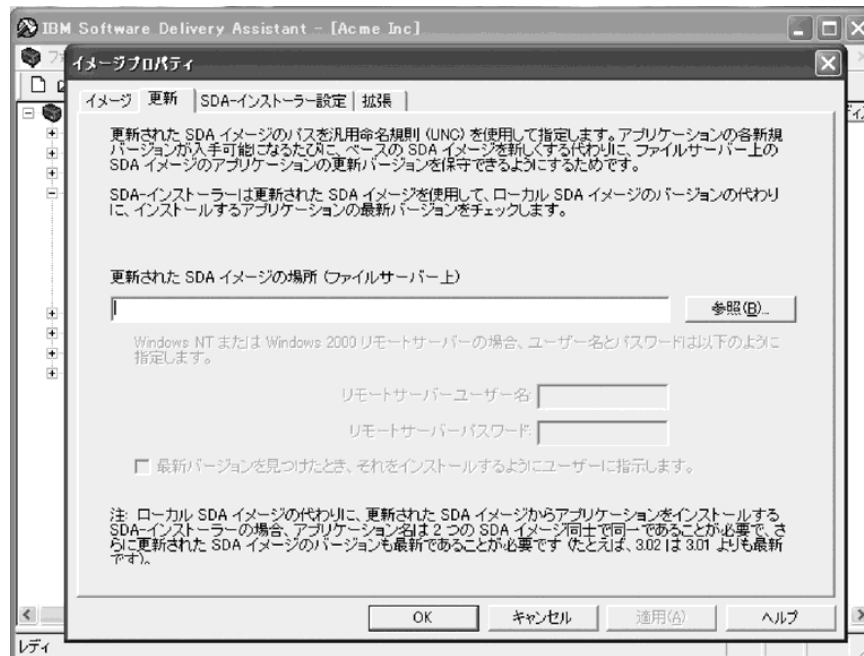 IBM Software Delivery Assistant - [Acme Inc]
イメージプロパティ
イメージ 更新 SDA-インストーラー設定 拡張
更新された SDA イメージのパスを汎用命名規則 (UNC) を使用して指定します。アプリケーションの各新規
バージョンが入手可能になるたびに、ベースの SDA イメージを新しくする代わりに、ファイルサーバー上の
SDA イメージのアプリケーションの更新バージョンを保守できるようにするためです。
SDA-インストーラーは更新された SDA イメージを使用して、ローカル SDA イメージのバージョンの代わり
に、インストールするアプリケーションの最新バージョンをチェックします。
更新された SDA イメージの場所 (ファイルサーバー上)
参照(B)...
Windows NT または Windows 2000 リモートサーバーの場合、ユーザー名とパスワードは以下のように
指定します。
リモートサーバーユーザー名:
リモートサーバーパスワード:
最新バージョンを見つけたとき、それをインストールするようにユーザーに指示します。
注: ローカル SDA イメージの代わりに、更新された SDA イメージからアプリケーションをインストールする
SDA-インストーラーの場合、アプリケーション名は 2 つの SDA イメージ同士で同一であることが必要で、さ
らに更新された SDA イメージのバージョンも最新であることが必要です (たとえば、3.02 は 3.01 よりも最新
です)。
OK キャンセル 適用(A) ヘルプ
レディ